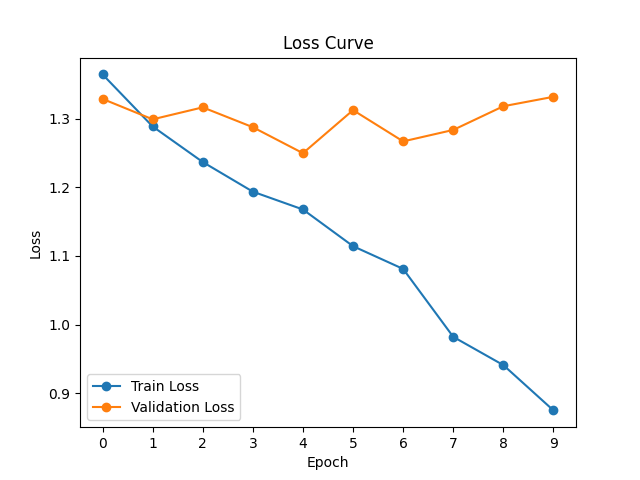 Loss Curve
Loss
1.3
1.2
1.1
1.0
0.9
Train Loss
Validation Loss
0 1 2 3 4 5 6 7 8 9
Epoch